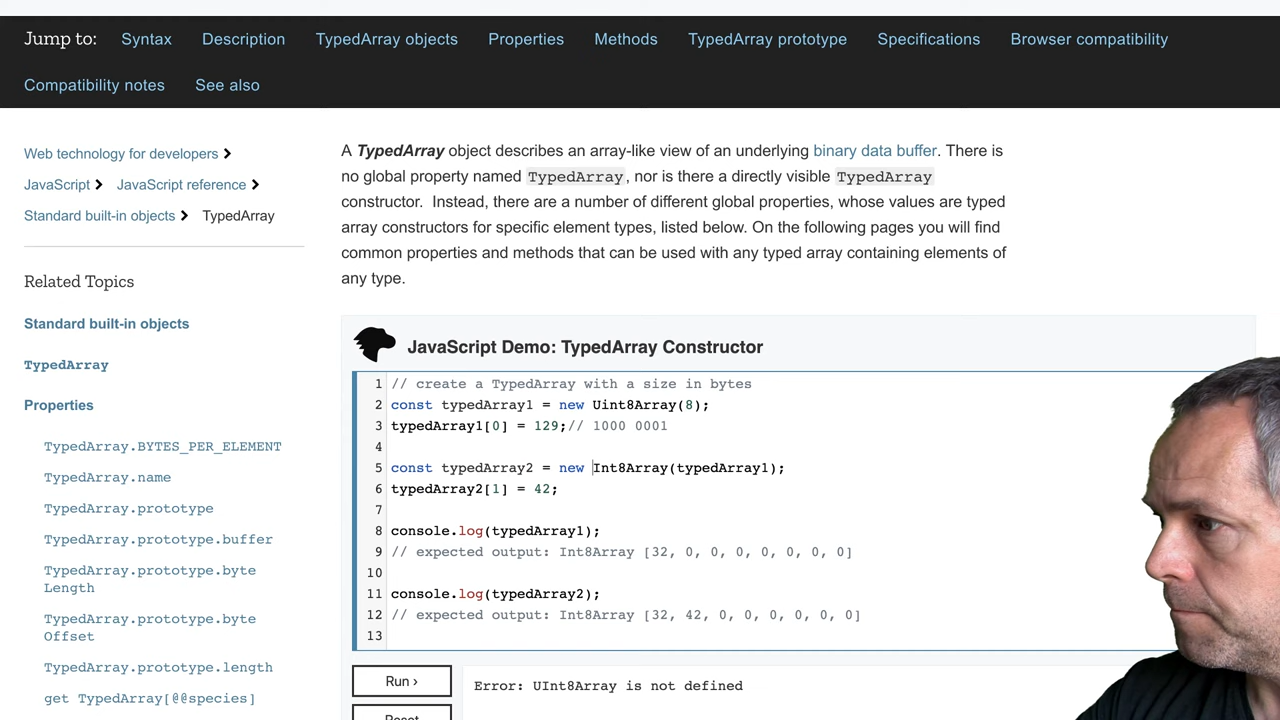 Jump to: Syntax Description TypedArray objects Properties Methods TypedArray prototype Specifications Browser compatibility
Compatibility notes See also
Web technology for developers
JavaScript JavaScript reference
Standard built-in objects TypedArray
Related Topics
Standard built-in objects
TypedArray
Properties
TypedArray.BYTES_PER_ELEMENT
TypedArray.name
TypedArray.prototype
TypedArray.prototype.buffer
TypedArray.prototype.byte
Length
TypedArray.prototype.byte
Offset
TypedArray.prototype.length
get TypedArray[@@species]
A TypedArray object describes an array-like view of an underlying binary data buffer. There is
no global property named TypedArray, nor is there a directly visible TypedArray
constructor. Instead, there are a number of different global properties, whose values are typed
array constructors for specific element types, listed below. On the following pages you will find
common properties and methods that can be used with any typed array containing elements of
any type.
JavaScript Demo: TypedArray Constructor
1 // create a TypedArray with a size in bytes
2 const typedArray1 = new Uint8Array(8);
3 typedArray1[0] = 129;// 1000 0001
4
5 const typedArray2 = new Int8Array(typedArray1);
6 typedArray2[1] = 42;
7
8 console.log(typedArray1);
9 // expected output: Int8Array [32, 0, 0, 0, 0, 0, 0, 0]
10
11 console.log(typedArray2);
12 // expected output: Int8Array [32, 42, 0, 0, 0, 0, 0, 0]
13
Run ›
Error: UInt8Array is not defined
Reset